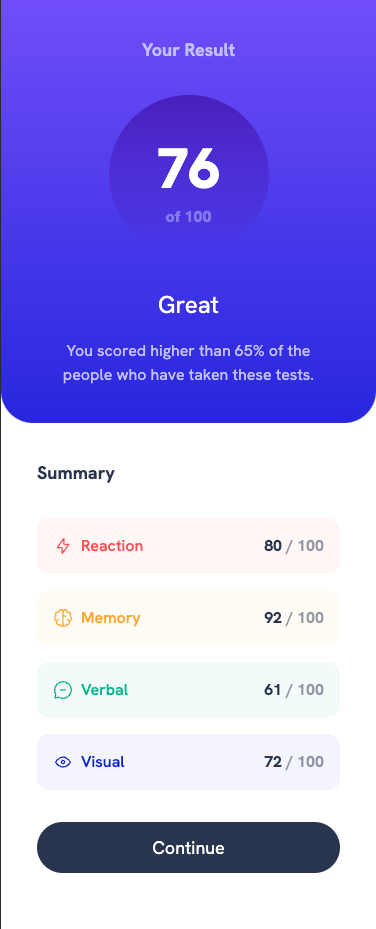 Your Result
76
of 100
Great
You scored higher than 65% of the
people who have taken these tests.
Summary
Reaction 80 / 100
Memory 92 / 100
Verbal 61 / 100
Visual 72 / 100
Continue